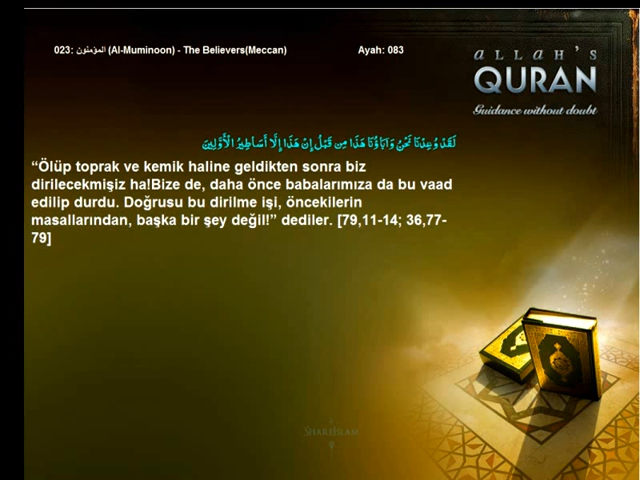 023: المؤمنون (Al-Muminoon) - The Believers(Meccan) Ayah: 083
ALLAH'S
QURAN
Guidance without doubt
لَقَدْ وُعِدْنَا نَحْنُ وَآبَاؤُنَا هَذَا مِن قَبْلُ إِنْ هَذَا إِلَّا أَسَاطِيرُ الْأَوَّلِينَ
“Ölüp toprak ve kemik haline geldikten sonra biz
dirilecekmişiz ha!Bize de, daha önce babalarımıza da bu vaad
edilip durdu. Doğrusu bu dirilme işi, öncekilerin
masallarından, başka bir şey değil!” dediler. [79,11-14; 36,77-
79]
SHAREISLAM